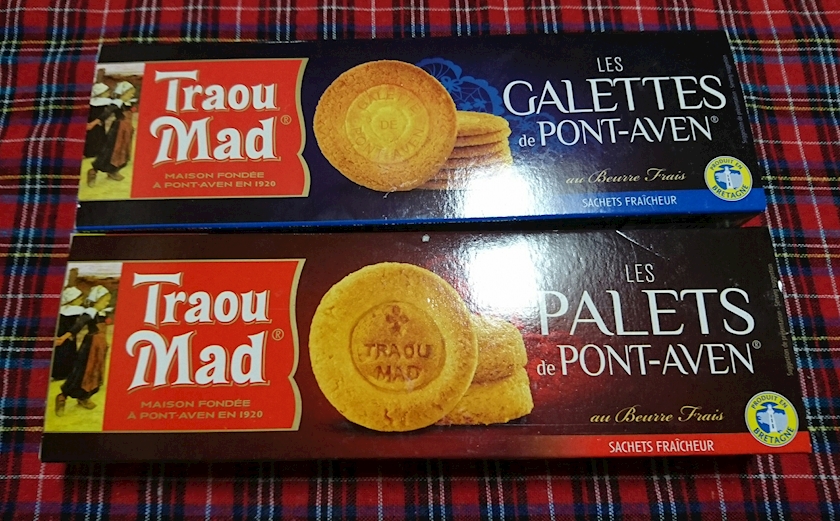 Traou
Mad®
MAISON FONDÉE
À PONT-AVEN EN 1920
GALETTES
DE
LES
GALETTES
de PONT-AVEN®
au Beurre Frais
SACHETS FRAÎCHEUR
PRODUIT EN
BRETAGNE
Traou
Mad®
MAISON FONDÉE
À PONT-AVEN EN 1920
TRAOU
MAD
LES
PALETS
de PONT-AVEN®
au Beurre Frais
SACHETS FRAÎCHEUR
PRODUIT EN
BRETAGNE